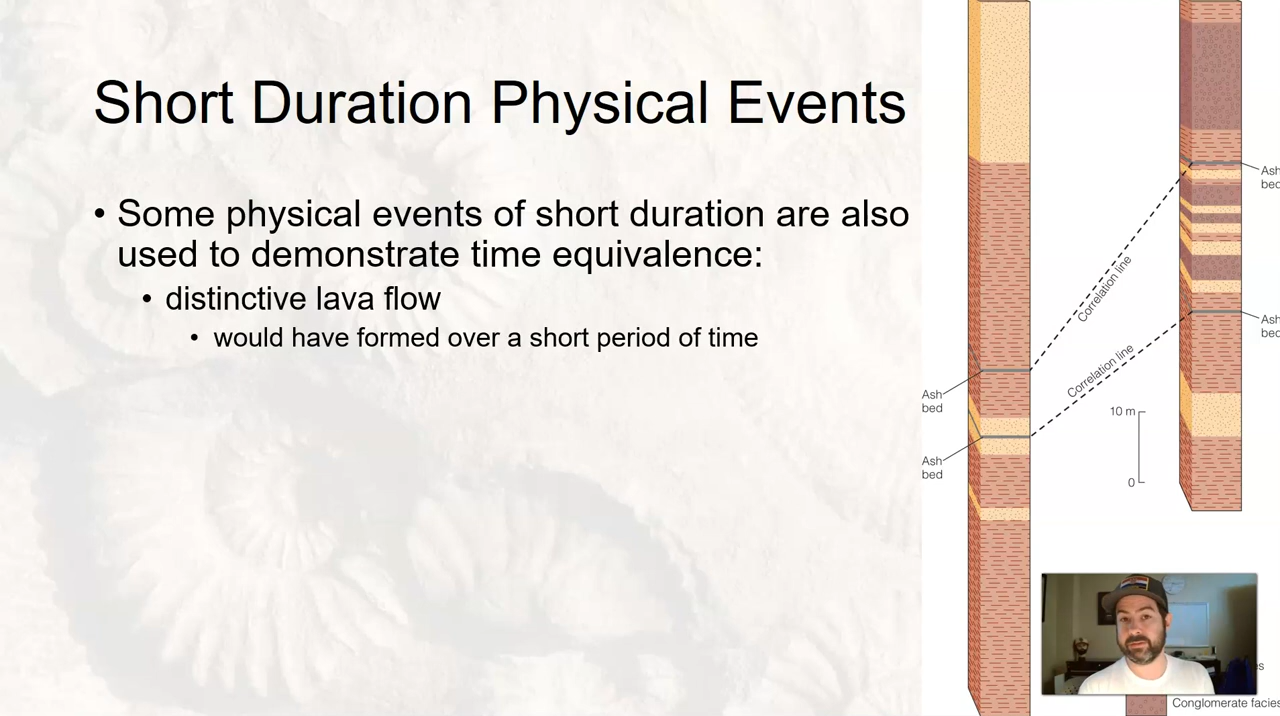 Short Duration Physical Events
• Some physical events of short duration are also
used to demonstrate time equivalence:
• distinctive lava flow
• would have formed over a short period of time
Ash
bed
Ash
bed
Correlation line
Correlation line
Ash
bed
Ash
bed
10 m
0
Conglomerate facies